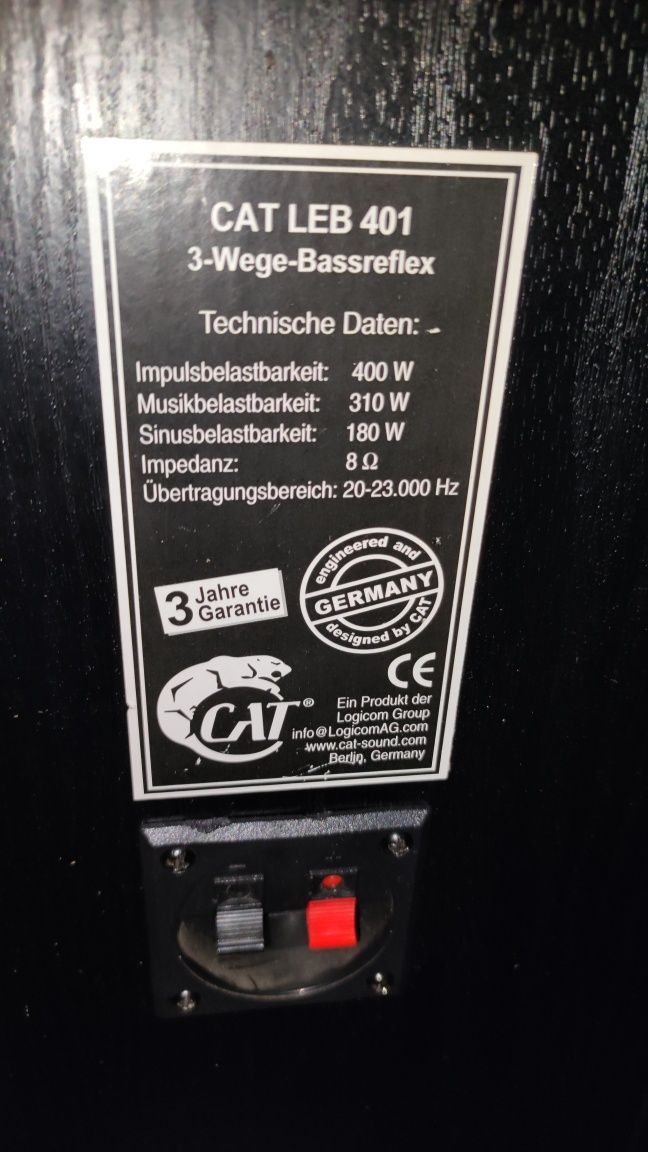 CAT LEB 401
3-Wege-Bassreflex
Technische Daten:
Impulsbelastbarkeit: 400 W
Musikbelastbarkeit: 310 W
Sinusbelastbarkeit: 180 W
Impedanz: 8 Ω
Übertragungsbereich: 20-23.000 Hz
3 Jahre
Garantie
engineered and
GERMANY
designed by CAT
CE
CAT®
Ein Produkt der
Logicom Group
info@LogicomAG.com
www.cat-sound.com
Berlin, Germany